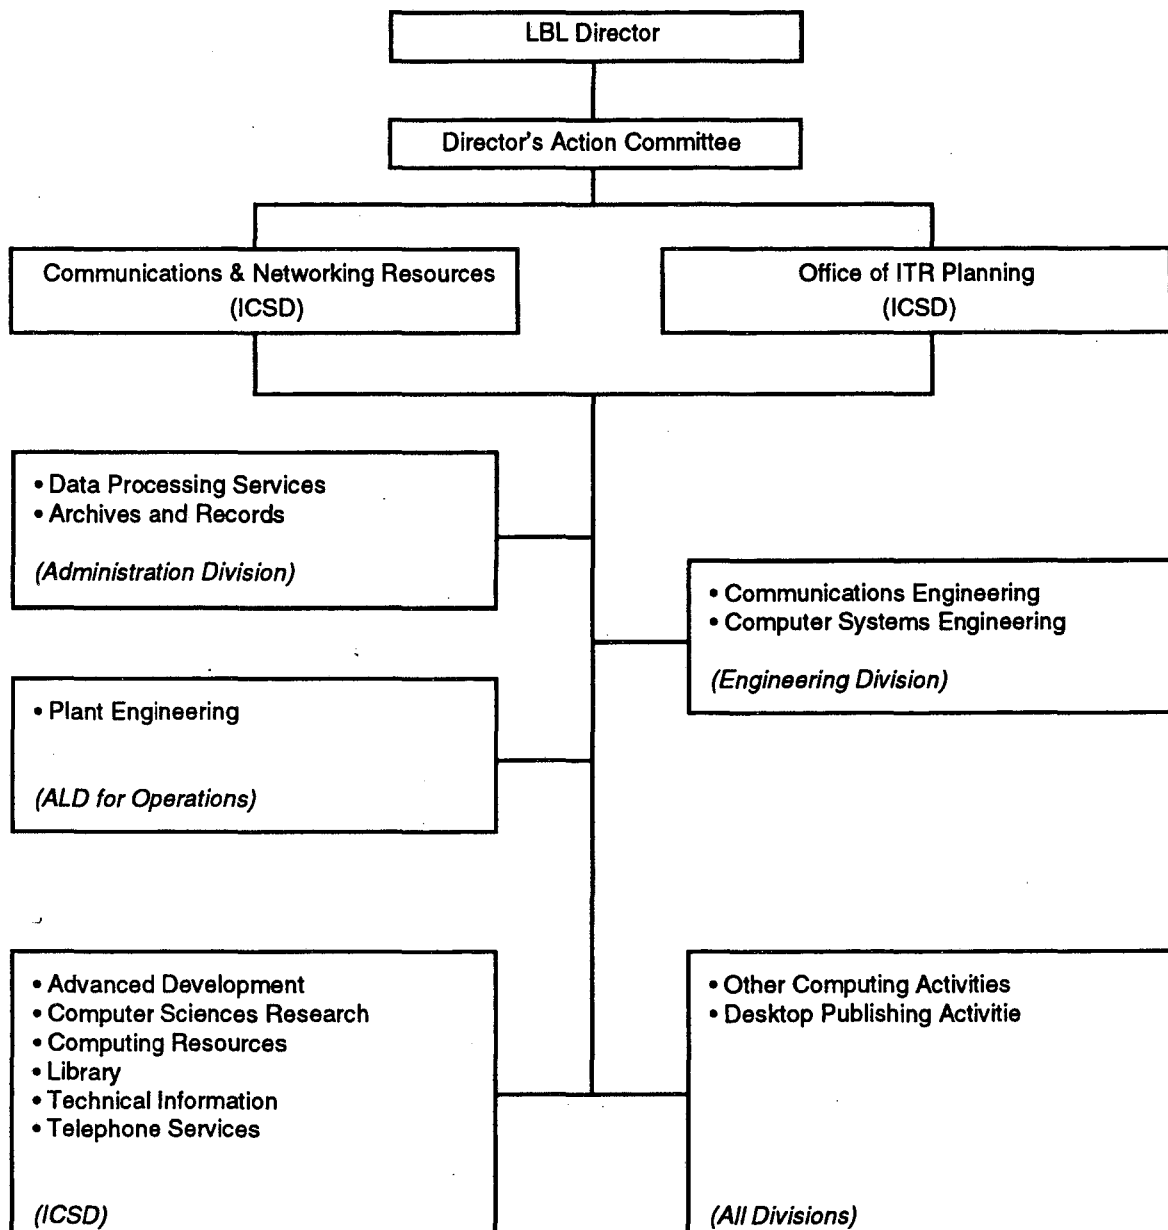 LBL Director
Director's Action Committee
Communications & Networking Resources
(ICSD)
Office of ITR Planning
(ICSD)
• Data Processing Services
• Archives and Records
(Administration Division)
• Communications Engineering
• Computer Systems Engineering
(Engineering Division)
• Plant Engineering
(ALD for Operations)
• Advanced Development
• Computer Sciences Research
• Computing Resources
• Library
• Technical Information
• Telephone Services
(ICSD)
• Other Computing Activities
• Desktop Publishing Activitie
(All Divisions)